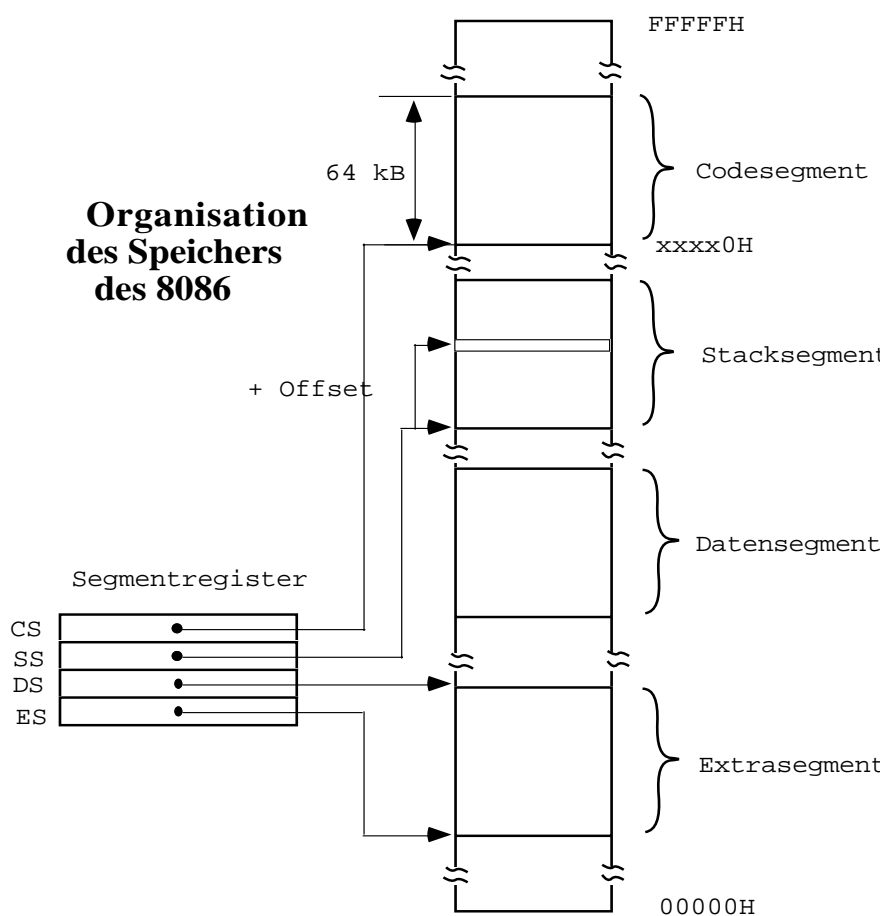 FFFFFH
64 kB
Codesegment
Organisation
des Speichers
des 8086
xxxx0H
+ Offset
Stacksegment
Datensegment
Segmentregister
CS
SS
DS
ES
Extrasegment
00000H